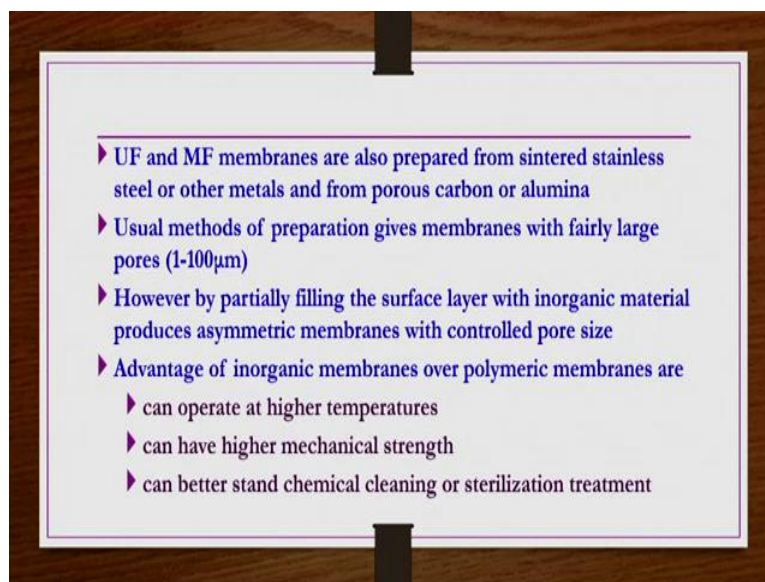 UF and MF membranes are also prepared from sintered stainless
steel or other metals and from porous carbon or alumina
Usual methods of preparation gives membranes with fairly large
pores (1-100μm)
However by partially filling the surface layer with inorganic material
produces asymmetric membranes with controlled pore size
Advantage of inorganic membranes over polymeric membranes are
can operate at higher temperatures
can have higher mechanical strength
can better stand chemical cleaning or sterilization treatment